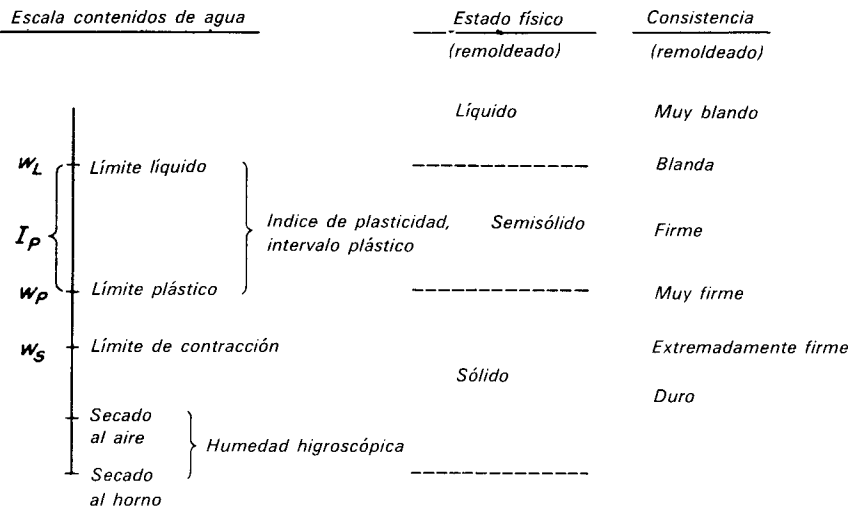 Escala contenidos de agua
Estado físico
Consistencia
(remoldeado)
(remoldeado)
Líquido
Muy blando
w_L
Límite líquido
Blanda
I_P
Indice de plasticidad,
intervalo plástico
Semisólido
Firme
w_P
Límite plástico
Muy firme
w_S
Límite de contracción
Extremadamente firme
Sólido
Duro
Secado
al aire
Humedad higroscópica
Secado
al horno